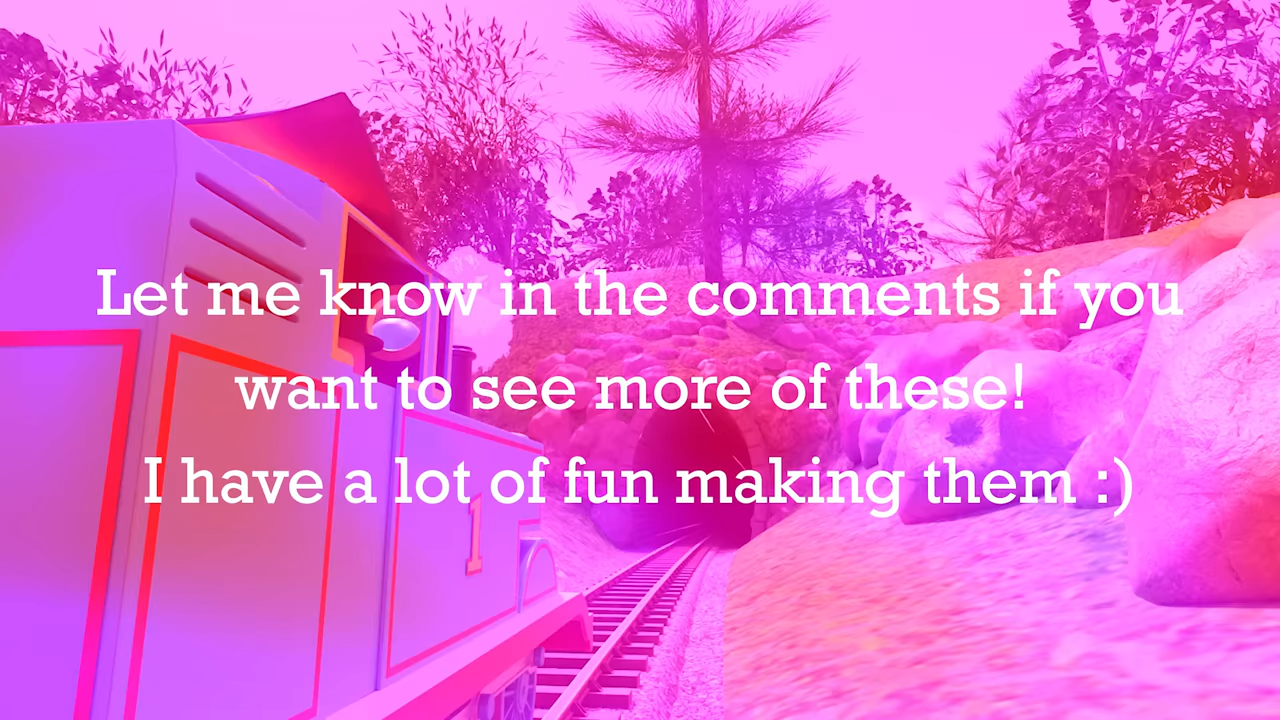 Let me know in the comments if you
want to see more of these!
I have a lot of fun making them :)
1